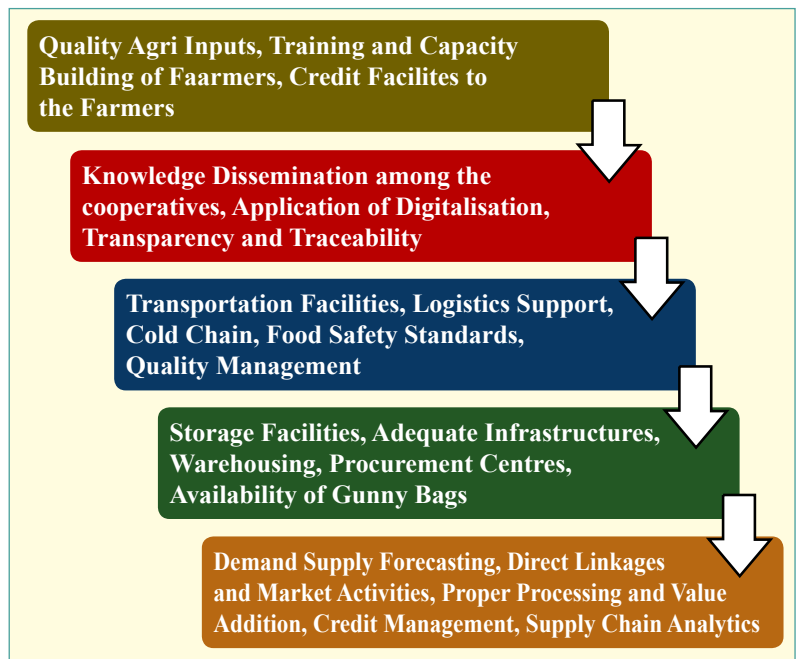 Quality Agri Inputs, Training and Capacity
Building of Faarmers, Credit Facilites to
the Farmers
Knowledge Dissemination among the
cooperatives, Application of Digitalisation,
Transparency and Traceability
Transportation Facilities, Logistics Support,
Cold Chain, Food Safety Standards,
Quality Management
Storage Facilities, Adequate Infrastructures,
Warehousing, Procurement Centres,
Availability of Gunny Bags
Demand Supply Forecasting, Direct Linkages
and Market Activities, Proper Processing and Value
Addition, Credit Management, Supply Chain Analytics